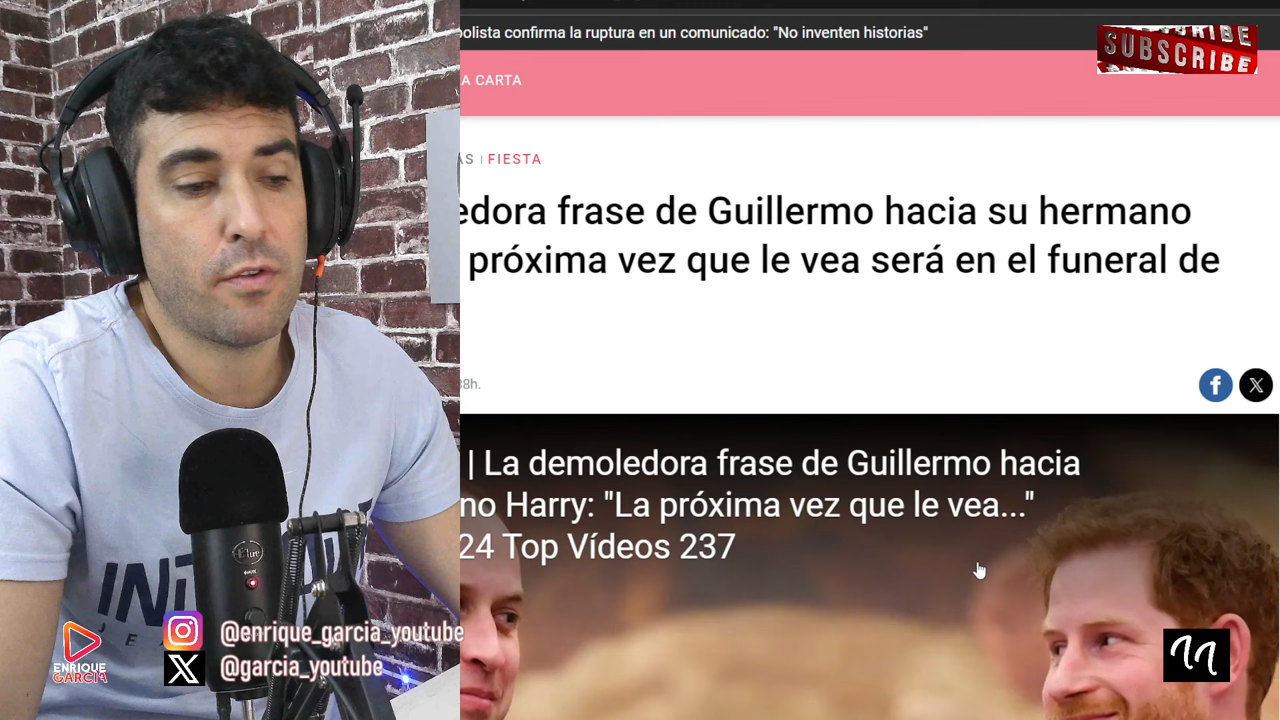 polista confirma la ruptura en un comunicado: "No inventen historias"
SUBSCRIBE
A CARTA
AS | FIESTA
edora frase de Guillermo hacia su hermano
próxima vez que le vea será en el funeral de
38h.
| La demoledora frase de Guillermo hacia
no Harry: "La próxima vez que le vea..."
24 Top Vídeos 237
Blue
@enrique_garcia_youtube
@garcia_youtube
ENRIQUE
GARCIA